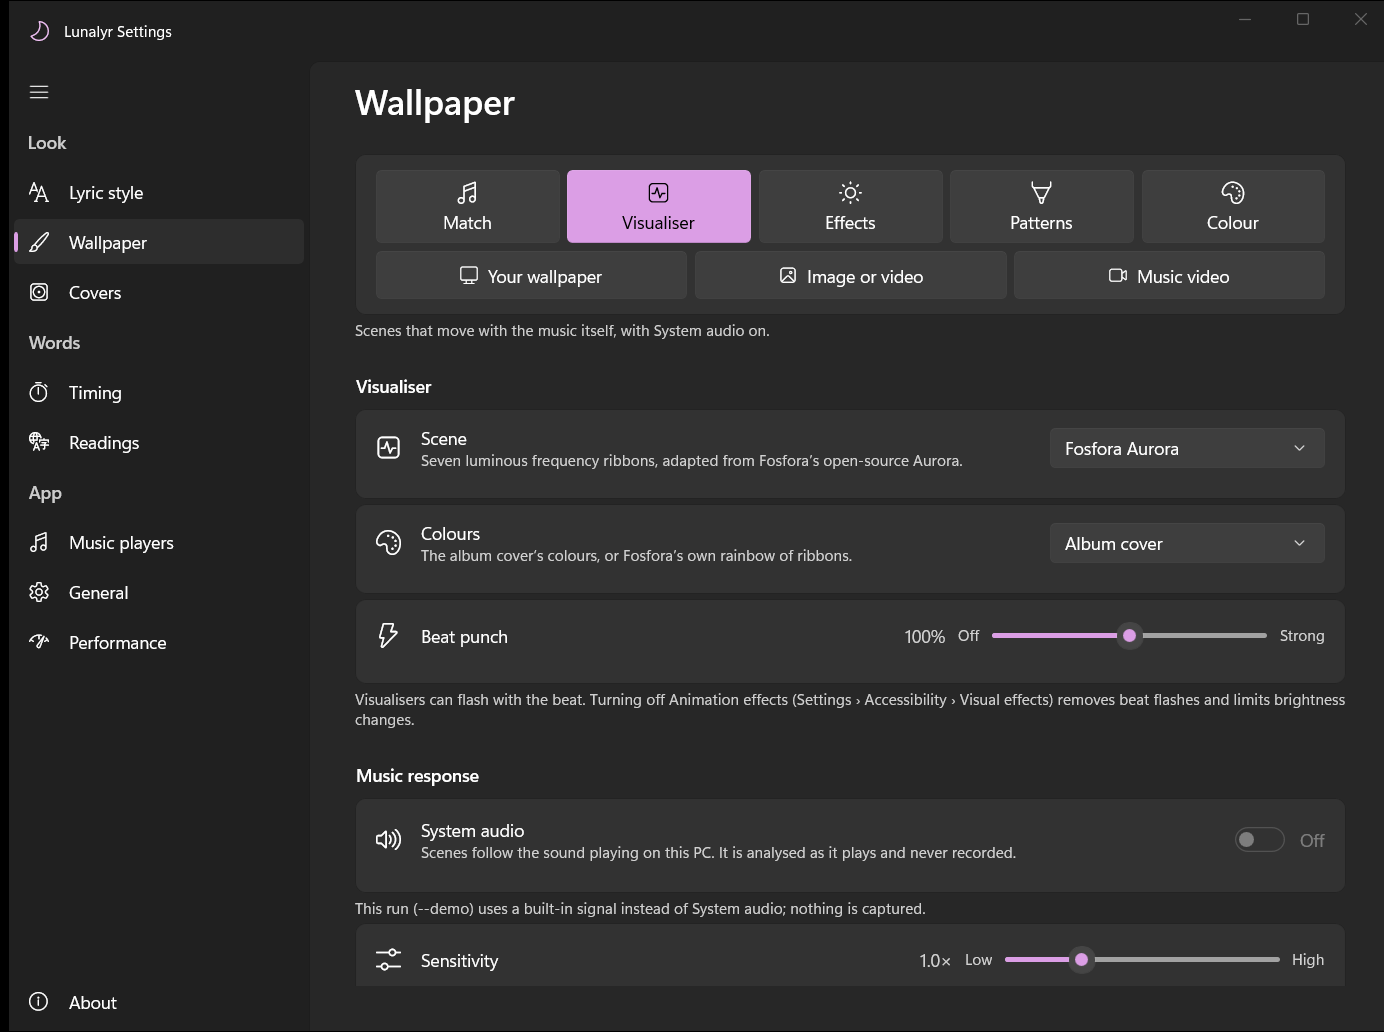 Lunalyr Settings
Look
Lyric style
Wallpaper
Covers
Words
Timing
Readings
App
Music players
General
Performance
About
Wallpaper
Match
Visualiser
Effects
Patterns
Colour
Your wallpaper
Image or video
Music video
Scenes that move with the music itself, with System audio on.
Visualiser
Scene
Seven luminous frequency ribbons, adapted from Fosfora’s open-source Aurora.
Fosfora Aurora
Colours
The album cover’s colours, or Fosfora’s own rainbow of ribbons.
Album cover
Beat punch
100% Off Strong
Visualisers can flash with the beat. Turning off Animation effects (Settings › Accessibility › Visual effects) removes beat flashes and limits brightness
changes.
Music response
System audio
Scenes follow the sound playing on this PC. It is analysed as it plays and never recorded.
Off
This run (--demo) uses a built-in signal instead of System audio; nothing is captured.
Sensitivity
1.0× Low High